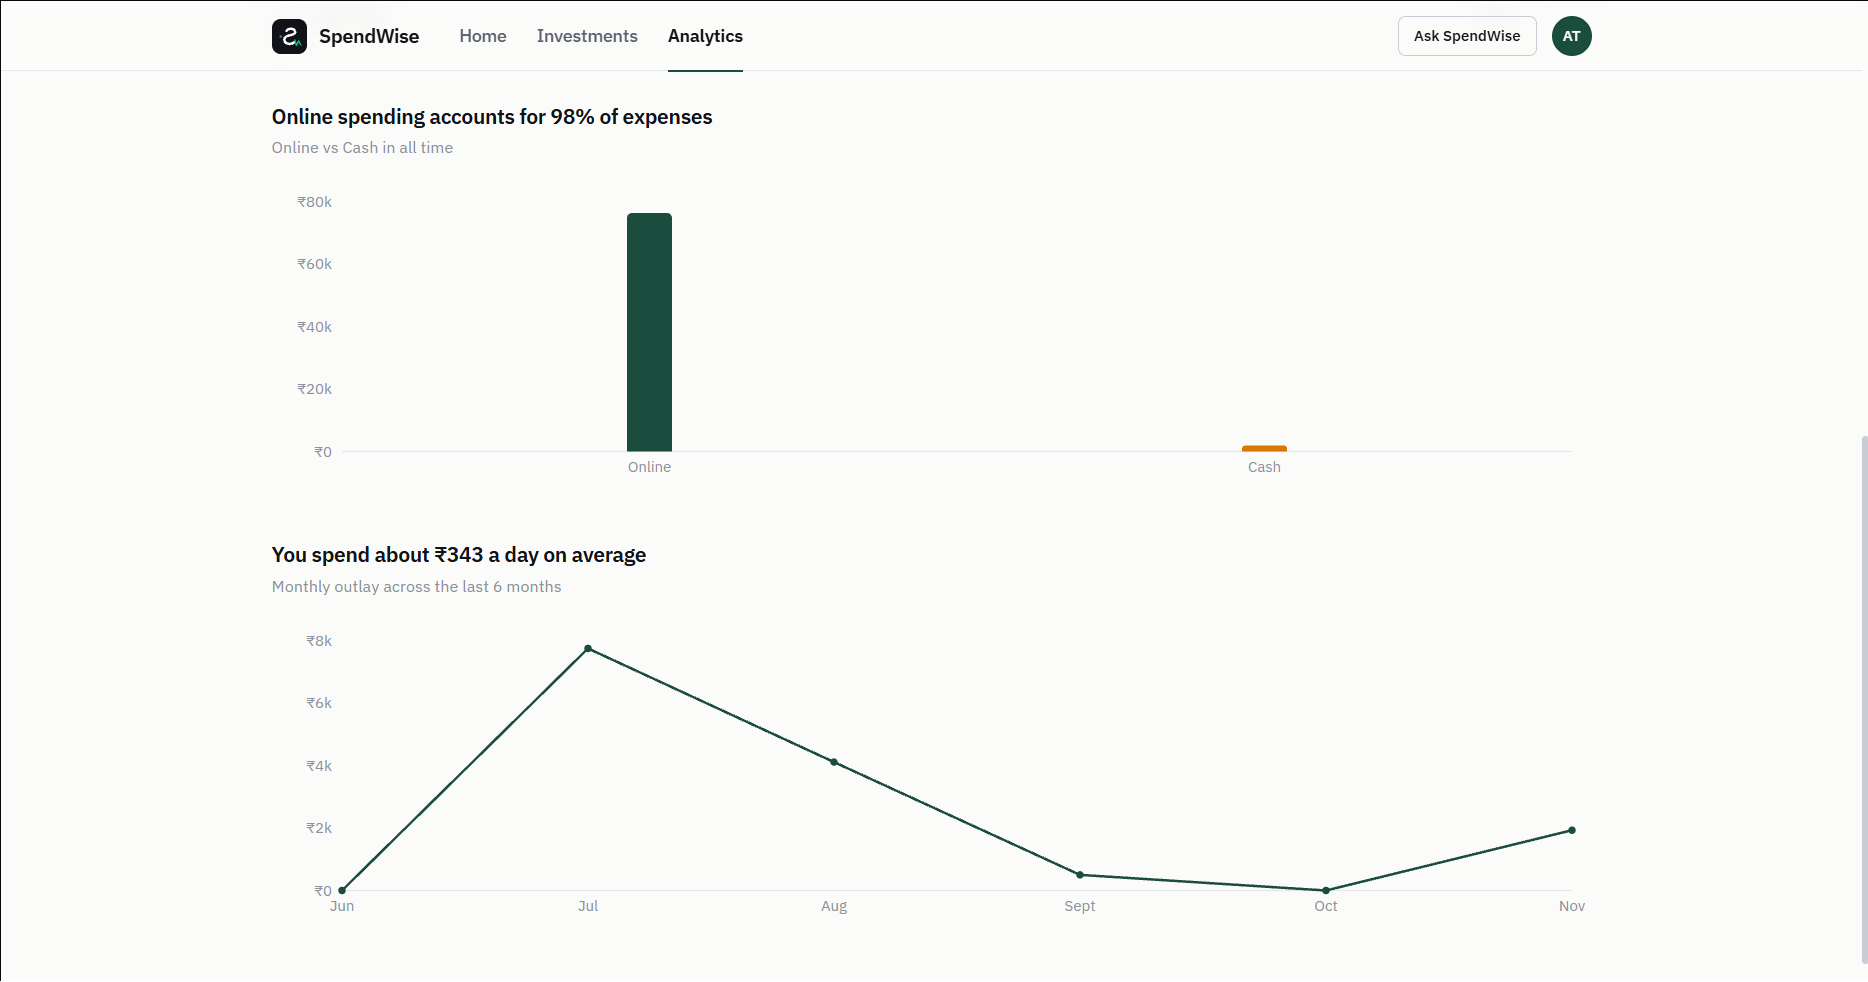 SpendWise Home Investments Analytics Ask SpendWise AT
Online spending accounts for 98% of expenses
Online vs Cash in all time
₹80k
₹60k
₹40k
₹20k
₹0
Online Cash
You spend about ₹343 a day on average
Monthly outlay across the last 6 months
₹8k
₹6k
₹4k
₹2k
₹0
Jun Jul Aug Sept Oct Nov